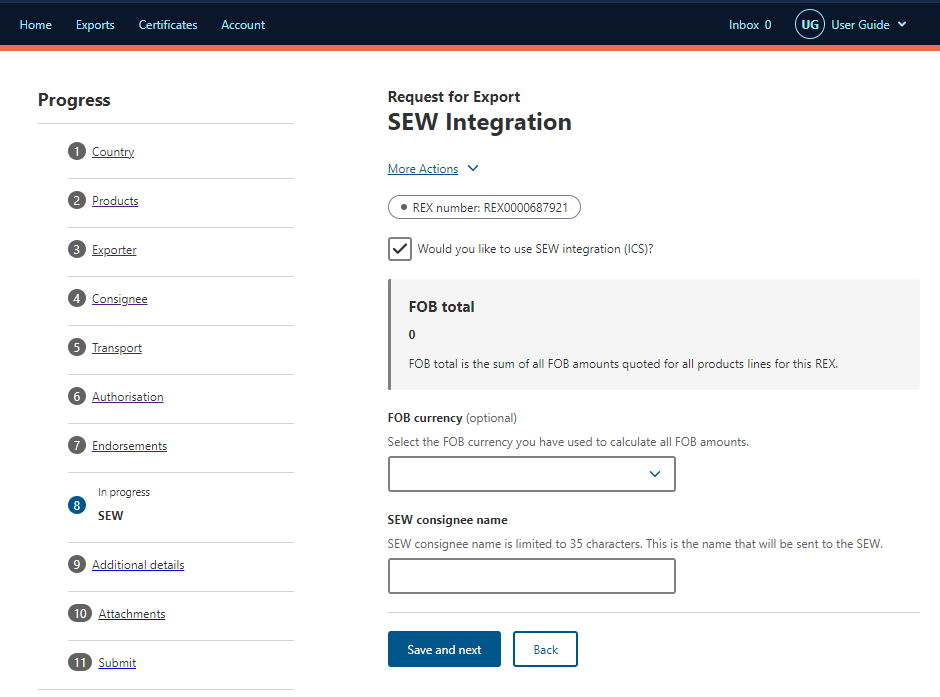 Home Exports Certificates Account Inbox 0 UG User Guide
Progress
1 Country
2 Products
3 Exporter
4 Consignee
5 Transport
6 Authorisation
7 Endorsements
In progress
8 SEW
9 Additional details
10 Attachments
11 Submit
Request for Export
SEW Integration
More Actions
REX number: REX0000687921
Would you like to use SEW integration (ICS)?
FOB total
0
FOB total is the sum of all FOB amounts quoted for all products lines for this REX.
FOB currency (optional)
Select the FOB currency you have used to calculate all FOB amounts.
SEW consignee name
SEW consignee name is limited to 35 characters. This is the name that will be sent to the SEW.
Save and next Back